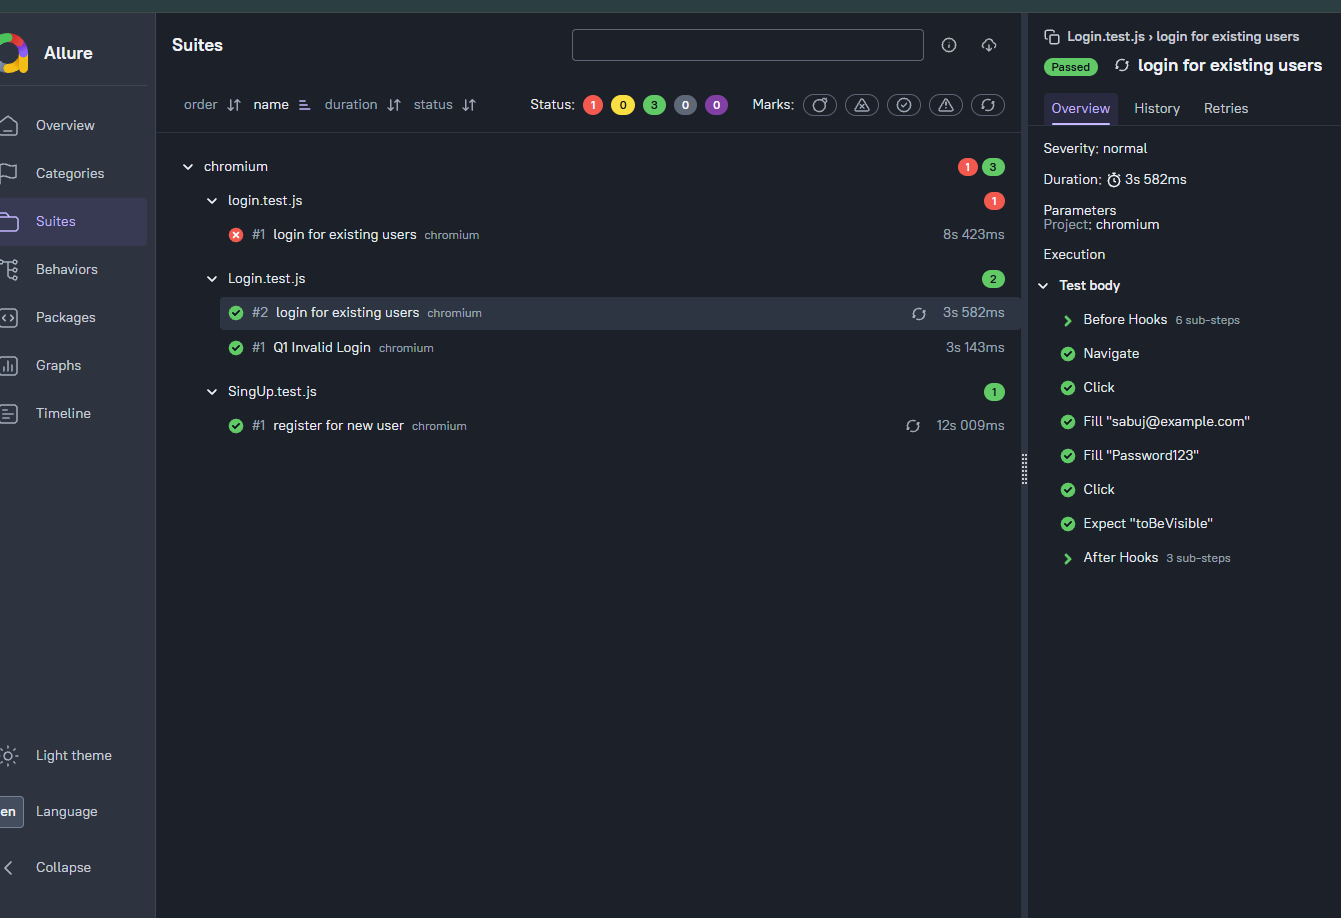 Allure
Overview
Categories
Suites
Behaviors
Packages
Graphs
Timeline
Light theme
en Language
Collapse
Suites
order name duration status Status: 1 0 3 0 0 Marks:
chromium 1 3
login.test.js 1
#1 login for existing users chromium 8s 423ms
Login.test.js 2
#2 login for existing users chromium 3s 582ms
#1 Q1 Invalid Login chromium 3s 143ms
SingUp.test.js 1
#1 register for new user chromium 12s 009ms
Login.test.js › login for existing users
Passed login for existing users
Overview History Retries
Severity: normal
Duration: 3s 582ms
Parameters
Project: chromium
Execution
Test body
Before Hooks 6 sub-steps
Navigate
Click
Fill "sabuj@example.com"
Fill "Password123"
Click
Expect "toBeVisible"
After Hooks 3 sub-steps